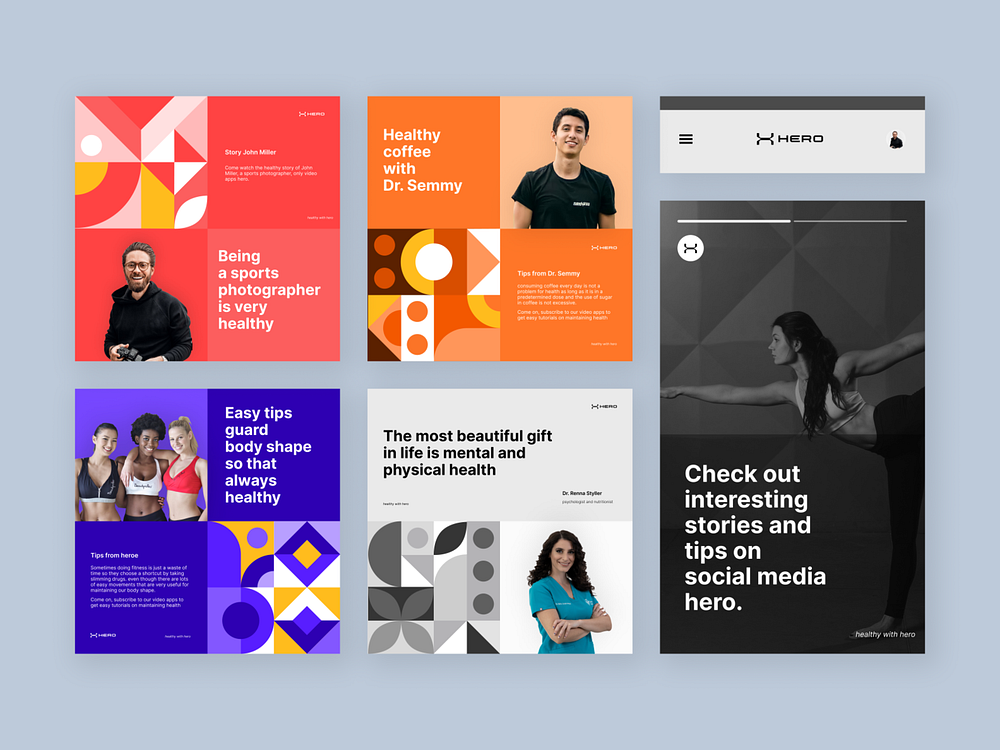 HERO
Story John Miller
Come watch the healthy story of John
Miller, a sports photographer, only video
apps hero.
healthy with hero
Being
a sports
photographer
is very
healthy
Healthy
coffee
with
Dr. Semmy
HERO
Tips from Dr. Semmy
consuming coffee every day is not a
problem for health as long as it is in a
predetermined dose and the use of sugar
in coffee is not excessive.
Come on, subscribe to our video apps to
get easy tutorials on maintaining health
healthy with hero
HERO
Easy tips
guard
body shape
so that
always
healthy
Tips from heroe
Sometimes doing fitness is just a waste of
time so they choose a shortcut by taking
slimming drugs. even though there are lots
of easy movements that are very useful for
maintaining our body shape.
Come on, subscribe to our video apps to
get easy tutorials on maintaining health
HERO
healthy with hero
HERO
The most beautiful gift
in life is mental and
physical health
healthy with hero
Dr. Renna Styller
psychologist and nutritionist
Check out
interesting
stories and
tips on
social media
hero.
healthy with hero